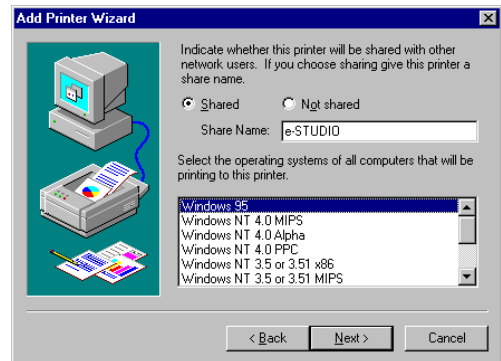 Add Printer Wizard
Indicate whether this printer will be shared with other
network users. If you choose sharing give this printer a
share name.
Shared Not shared
Share Name: e-STUDIO
Select the operating systems of all computers that will be
printing to this printer.
Windows 95
Windows NT 4.0 MIPS
Windows NT 4.0 Alpha
Windows NT 4.0 PPC
Windows NT 3.5 or 3.51 x86
Windows NT 3.5 or 3.51 MIPS
< Back Next > Cancel